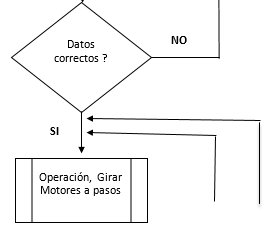 Datos
correctos ?
NO
SI
Operación, Girar
Motores a pasos